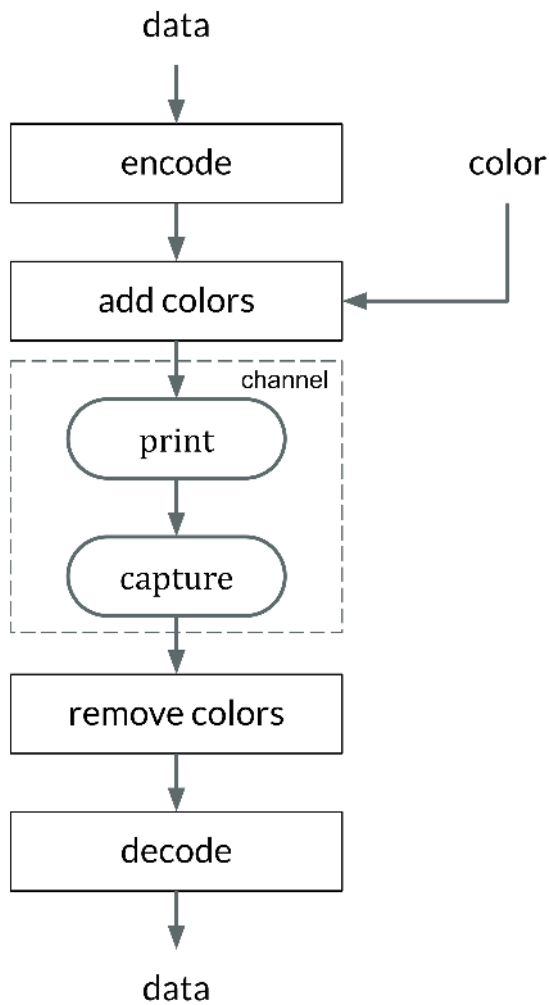 data
encode
color
add colors
channel
print
capture
remove colors
decode
data